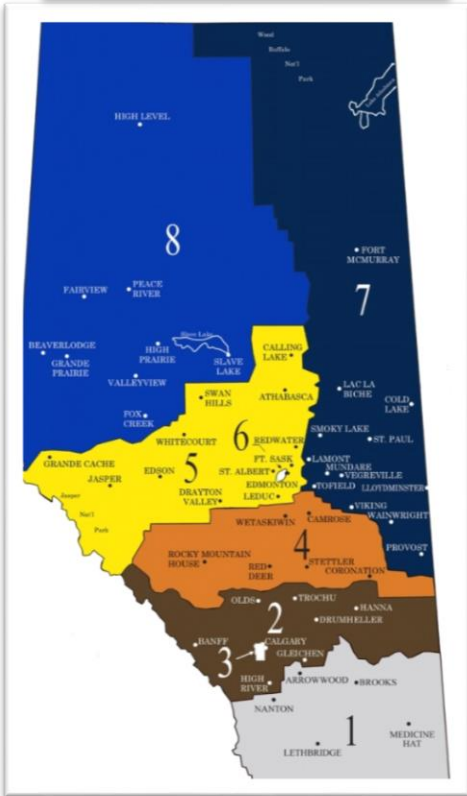 Wood
Buffalo
Nat'l
Park
Lake Athabasca
HIGH LEVEL
8
FORT
MCMURRAY
PEACE
RIVER
FAIRVIEW
7
Slave Lake
BEAVERLODGE
GRANDE
PRAIRIE
HIGH
PRAIRIE
SLAVE
LAKE
VALLEYVIEW
CALLING
LAKE
LAC LA
BICHE
COLD
LAKE
SWAN
HILLS
ATHABASCA
FOX
CREEK
SMOKY LAKE
ST. PAUL
WHITECOURT
6
REDWATER
GRANDE CACHE
JASPER
EDSON
5
ST. ALBERT
FT. SASK
LAMONT
MUNDARE
VEGREVILLE
EDMONTON
TOFIELD
LLOYDMINSTER
Jasper
Nat'l
Park
DRAYTON
VALLEY
LEDUC
VIKING
WAINWRIGHT
WETASKIWIN
CAMROSE
4
PROVOST
ROCKY MOUNTAIN
HOUSE
RED
DEER
STETTLER
CORONATION
OLDS
TROCHU
HANNA
2
DRUMHELLER
BANFF
CALGARY
3
GLEICHEN
HIGH
RIVER
ARROWWOOD
BROOKS
NANTON
1
MEDICINE
HAT
LETHBRIDGE